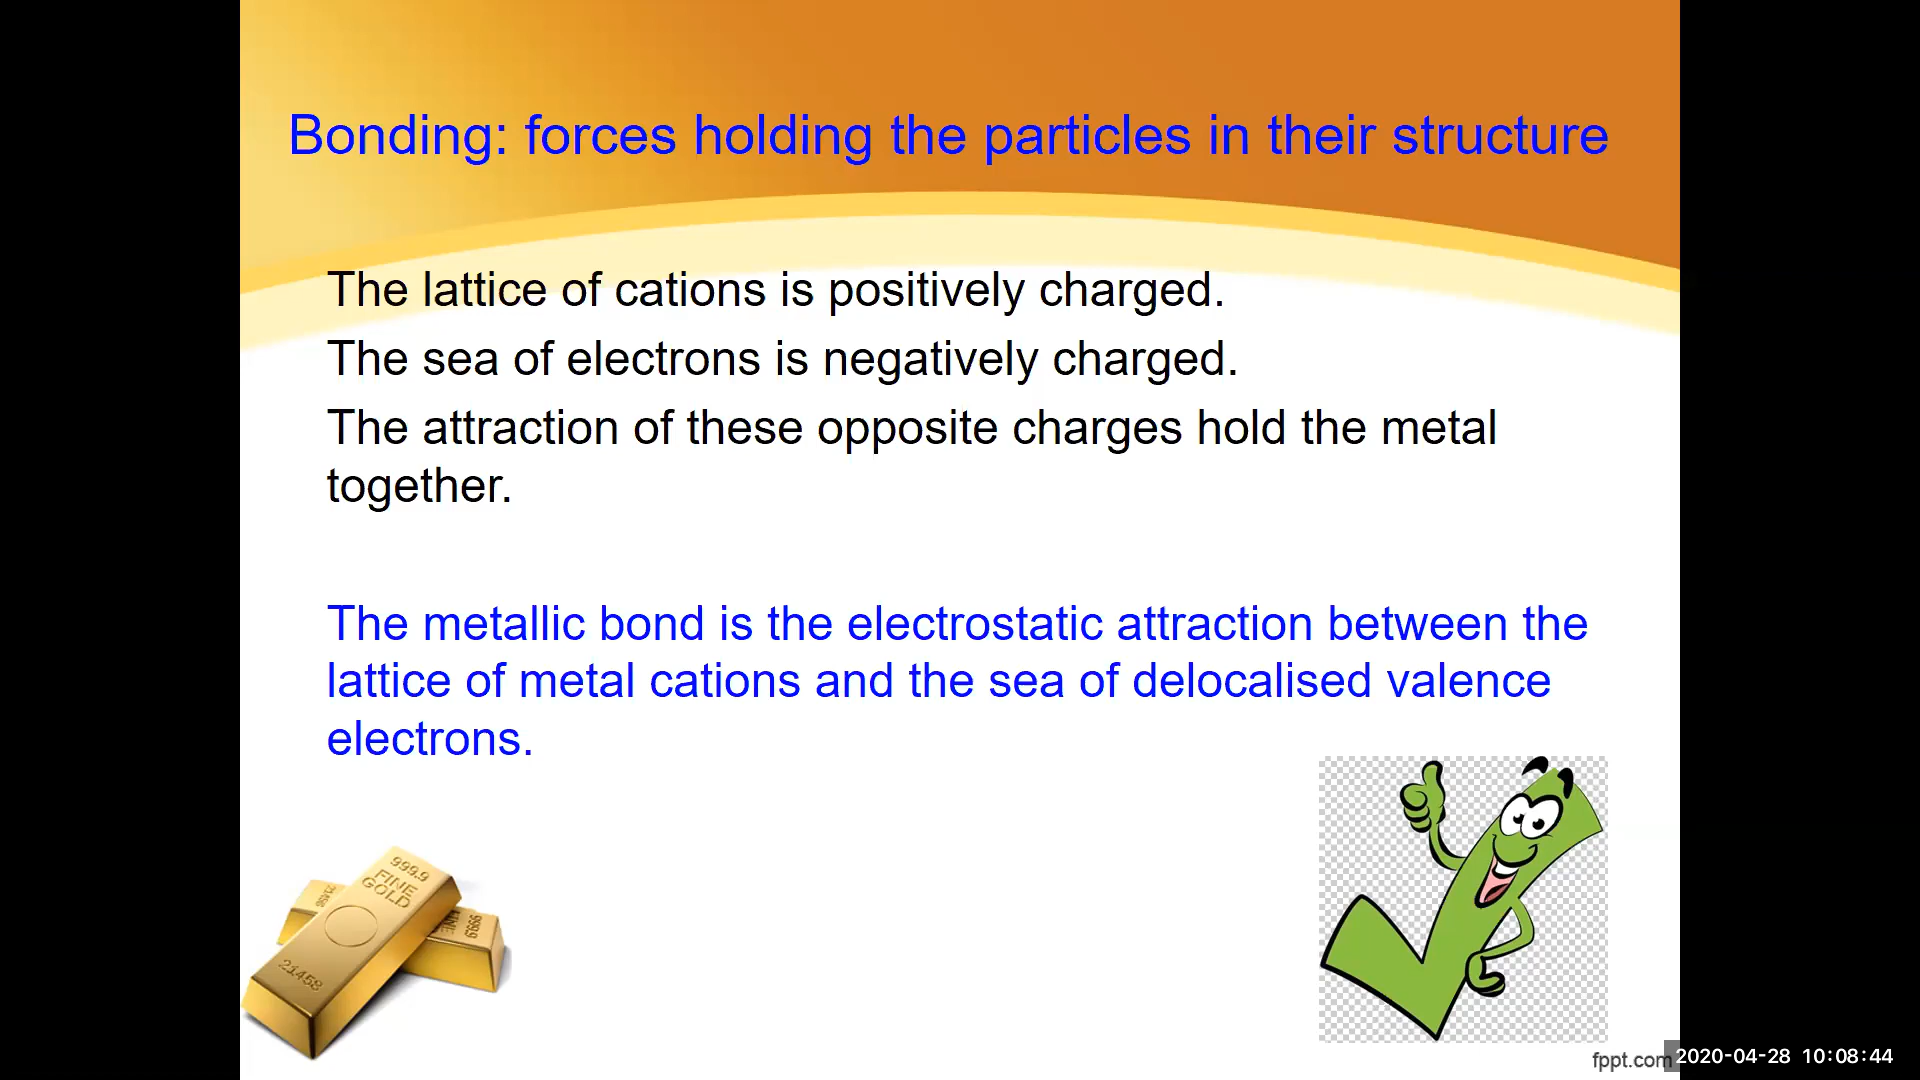 Bonding: forces holding the particles in their structure
The lattice of cations is positively charged.
The sea of electrons is negatively charged.
The attraction of these opposite charges hold the metal
together.
The metallic bond is the electrostatic attraction between the
lattice of metal cations and the sea of delocalised valence
electrons.
999.9
FINE
GOLD
21458
fppt.com
2020-04-28 10:08:44